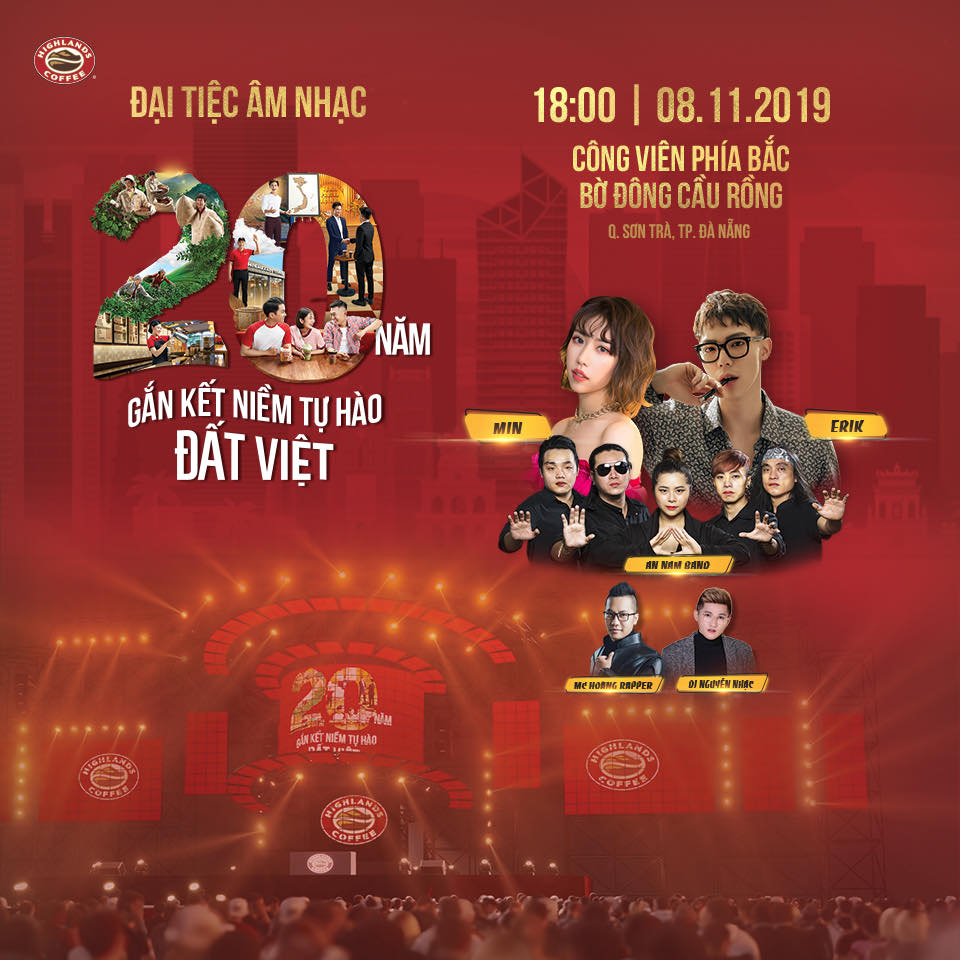 HIGHLANDS
COFFEE
ĐẠI TIỆC ÂM NHẠC
20
NĂM
GẮN KẾT NIỀM TỰ HÀO
ĐẤT VIỆT
18:00 | 08.11.2019
CÔNG VIÊN PHÍA BẮC
BỜ ĐÔNG CẦU RỒNG
Q. SƠN TRÀ, TP. ĐÀ NẴNG
MIN
ERIK
AN NAM BAND
MC HOÀNG RAPPER
DJ NGUYÊN NHẠC
20
NĂM
GẮN KẾT NIỀM TỰ HÀO
ĐẤT VIỆT
HIGHLANDS
COFFEE
HIGHLANDS
COFFEE
HIGHLANDS
COFFEE